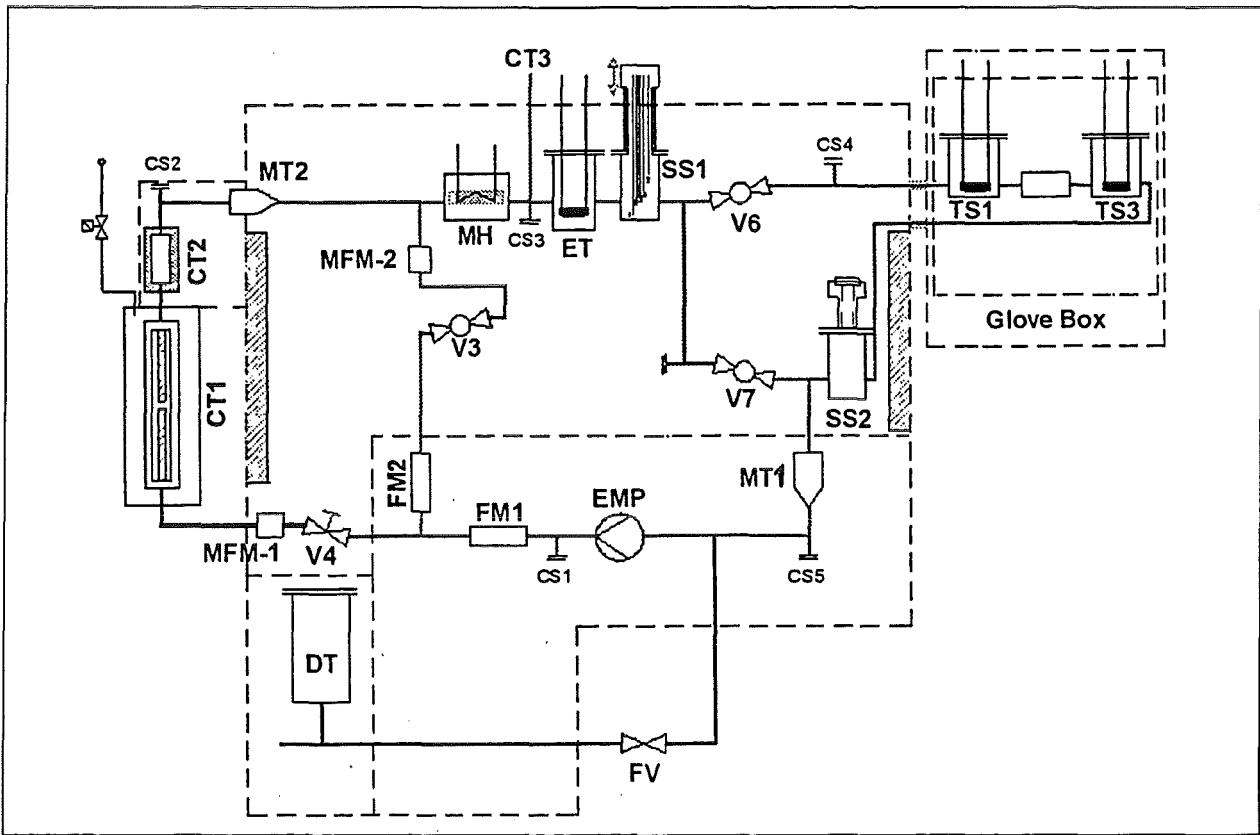 CT3
CS2
MT2
SS1
CS4
TS1
TS3
V6
MH
CS3
ET
CT2
MFM-2
Glove Box
V3
V7
SS2
CT1
FM2
MT1
EMP
FM1
MFM-1
V4
CS1
CS5
DT
FV